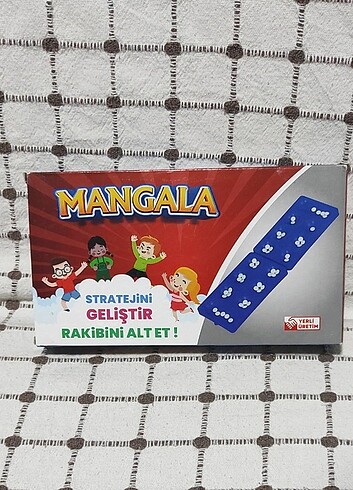 MANGALA
STRATEJİNİ
GELİŞTİR
RAKİBİNİ ALT ET !
YERLİ
ÜRETİM